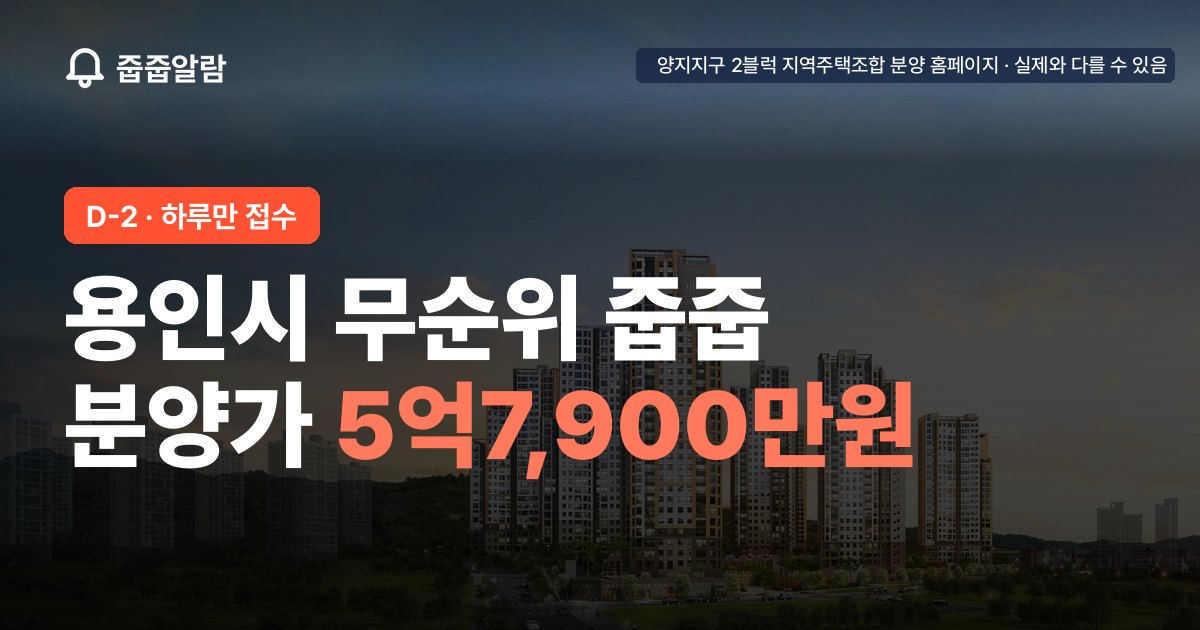 줍줍알람
양지지구 2블럭 지역주택조합 분양 홈페이지 · 실제와 다를 수 있음
D-2 · 하루만 접수
용인시 무순위 줍줍
분양가 5억7,900만원